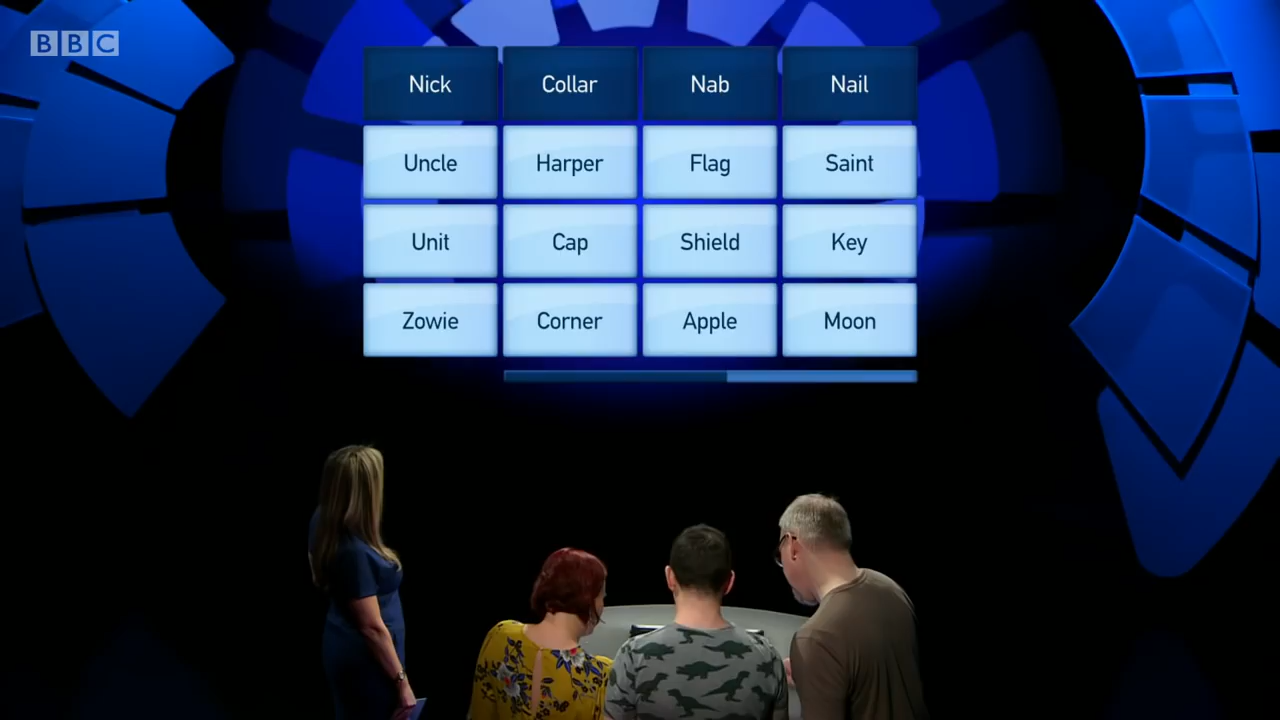 BBC
Nick Collar Nab Nail
Uncle Harper Flag Saint
Unit Cap Shield Key
Zowie Corner Apple Moon